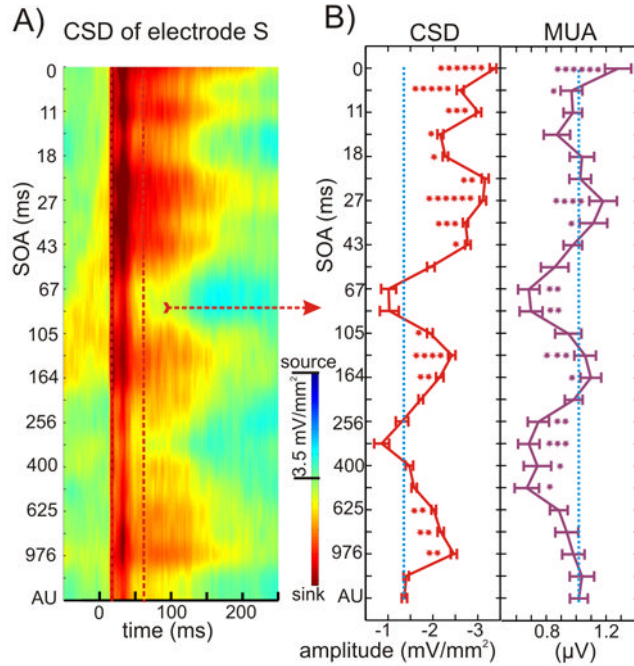 A)
CSD of electrode S
SOA (ms)
0
11
18
27
43
67
105
164
256
400
625
976
AU
0 100 200
time (ms)
source
3.5 mV/mm²
sink
B)
CSD MUA
SOA (ms)
0
11
18
27
43
67
105
164
256
400
625
976
AU
-1 -2 -3
amplitude (mV/mm²)
0.8 1.2
(µV)